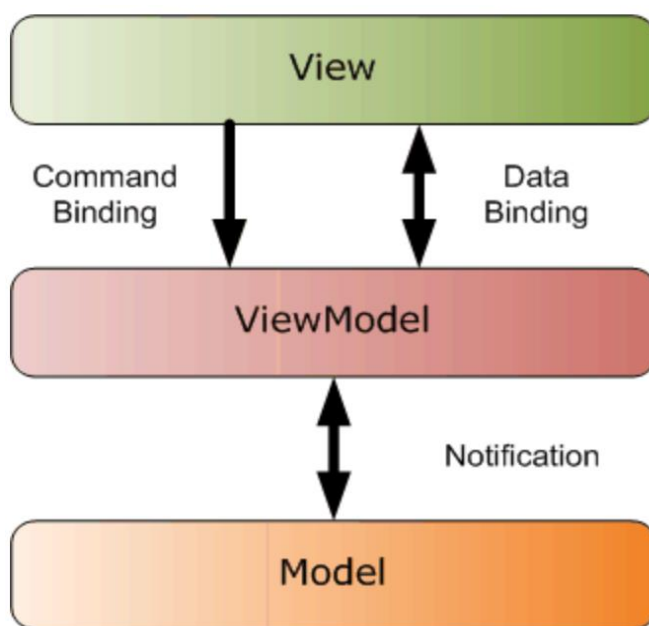 View
Command
Binding
Data
Binding
ViewModel
Notification
Model